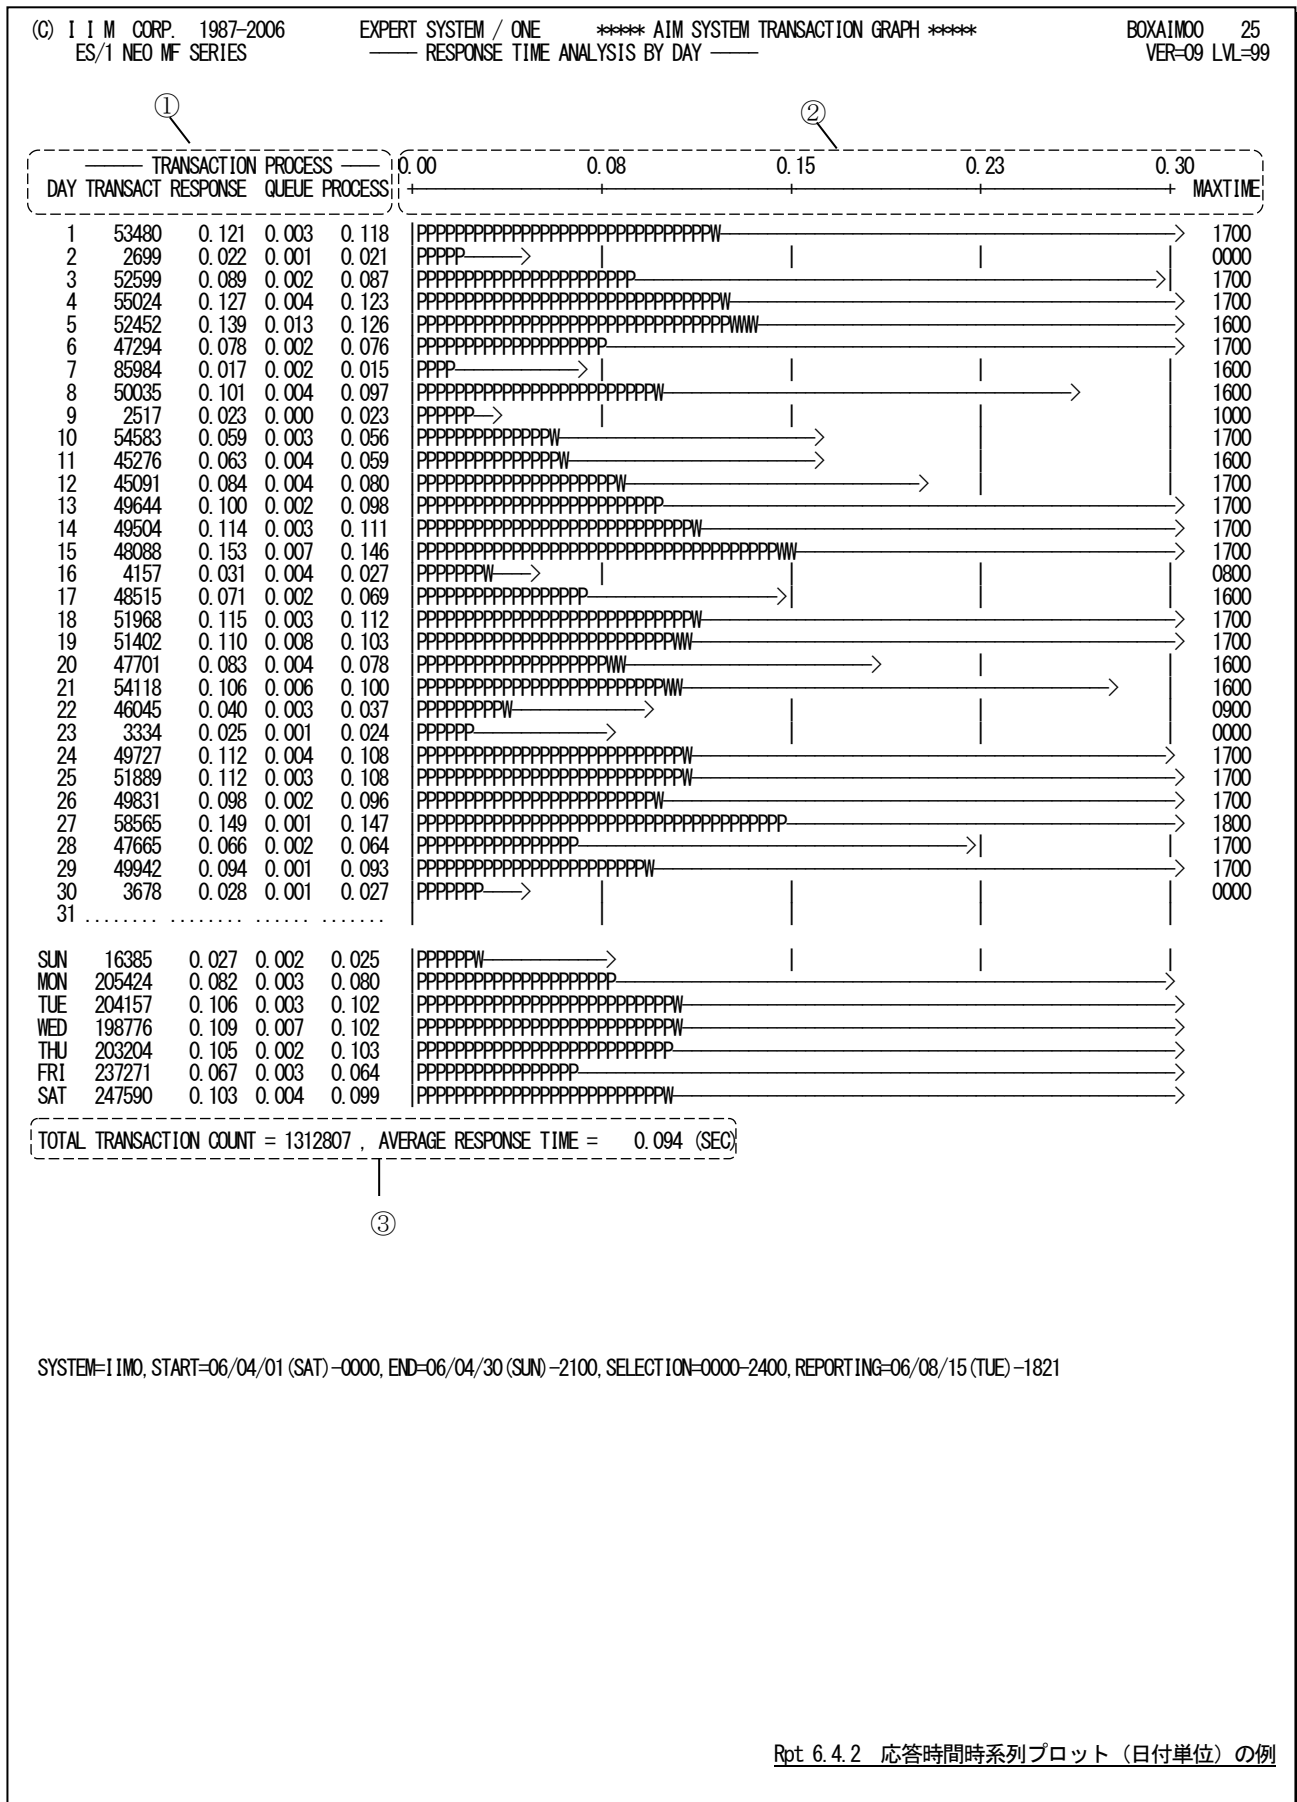 (C) I I M CORP. 1987-2006 EXPERT SYSTEM / ONE ***** AIM SYSTEM TRANSACTION GRAPH ***** BOXAIM00 25
ES/1 NEO MF SERIES ――― RESPONSE TIME ANALYSIS BY DAY ――― VER=09 LVL=99
① ②
――― TRANSACTION PROCESS ――― 0.00 0.08 0.15 0.23 0.30
DAY TRANSACT RESPONSE QUEUE PROCESS +――――+――――+――――+――――+ MAXTIME
1 53480 0.121 0.003 0.118 |PPPPPPPPPPPPPPPPPPPPPPPPPPPPPPPW――――> 1700
2 2699 0.022 0.001 0.021 |PPPPP――――> | | | | 0000
3 52599 0.089 0.002 0.087 |PPPPPPPPPPPPPPPPPPPPPPP――――>| 1700
4 55024 0.127 0.004 0.123 |PPPPPPPPPPPPPPPPPPPPPPPPPPPPPPPPW――――> 1700
5 52452 0.139 0.013 0.126 |PPPPPPPPPPPPPPPPPPPPPPPPPPPPPPPPPWWW――――> 1600
6 47294 0.078 0.002 0.076 |PPPPPPPPPPPPPPPPPPPP――――> 1700
7 85984 0.017 0.002 0.015 |PPPP――――> | | | | 1600
8 50035 0.101 0.004 0.097 |PPPPPPPPPPPPPPPPPPPPPPPPPW――――> | 1600
9 2517 0.023 0.000 0.023 |PPPPPP――> | | | | 1000
10 54583 0.059 0.003 0.056 |PPPPPPPPPPPPPPW――――> | | 1700
11 45276 0.063 0.004 0.059 |PPPPPPPPPPPPPPPW――――> | | 1600
12 45091 0.084 0.004 0.080 |PPPPPPPPPPPPPPPPPPPPPW――――> | | 1700
13 49644 0.100 0.002 0.098 |PPPPPPPPPPPPPPPPPPPPPPPPPP――――> 1700
14 49504 0.114 0.003 0.111 |PPPPPPPPPPPPPPPPPPPPPPPPPPPPPW――――> 1700
15 48088 0.153 0.007 0.146 |PPPPPPPPPPPPPPPPPPPPPPPPPPPPPPPPPPPPPPWW――――> 1700
16 4157 0.031 0.004 0.027 |PPPPPPPW――――> | | | | 0800
17 48515 0.071 0.002 0.069 |PPPPPPPPPPPPPPPPPP――――>| | | 1600
18 51968 0.115 0.003 0.112 |PPPPPPPPPPPPPPPPPPPPPPPPPPPPPW――――> 1700
19 51402 0.110 0.008 0.103 |PPPPPPPPPPPPPPPPPPPPPPPPPPPWW――――> 1700
20 47701 0.083 0.004 0.078 |PPPPPPPPPPPPPPPPPPPPWW――――> | | 1600
21 54118 0.106 0.006 0.100 |PPPPPPPPPPPPPPPPPPPPPPPPPPWW――――> | 1600
22 46045 0.040 0.003 0.037 |PPPPPPPPPW――――> | | | 0900
23 3334 0.025 0.001 0.024 |PPPPPP――――> | | | 0000
24 49727 0.112 0.004 0.108 |PPPPPPPPPPPPPPPPPPPPPPPPPPPPW――――> 1700
25 51889 0.112 0.003 0.108 |PPPPPPPPPPPPPPPPPPPPPPPPPPPPW――――> 1700
26 49831 0.098 0.002 0.096 |PPPPPPPPPPPPPPPPPPPPPPPPPW――――> 1700
27 58565 0.149 0.001 0.147 |PPPPPPPPPPPPPPPPPPPPPPPPPPPPPPPPPPPPPPP――――> 1800
28 47665 0.066 0.002 0.064 |PPPPPPPPPPPPPPPPP――――>| | 1700
29 49942 0.094 0.001 0.093 |PPPPPPPPPPPPPPPPPPPPPPPPW――――> 1700
30 3678 0.028 0.001 0.027 |PPPPPPP――――> | | | | 0000
31 ........ ........ ...... ....... | | | | |
SUN 16385 0.027 0.002 0.025 |PPPPPPW――――> | | |
MON 205424 0.082 0.003 0.080 |PPPPPPPPPPPPPPPPPPPPP――――>
TUE 204157 0.106 0.003 0.102 |PPPPPPPPPPPPPPPPPPPPPPPPPPPW――――>
WED 198776 0.109 0.007 0.102 |PPPPPPPPPPPPPPPPPPPPPPPPPPPW――――>
THU 203204 0.105 0.002 0.103 |PPPPPPPPPPPPPPPPPPPPPPPPPPP――――>
FRI 237271 0.067 0.003 0.064 |PPPPPPPPPPPPPPPPP――――>
SAT 247590 0.103 0.004 0.099 |PPPPPPPPPPPPPPPPPPPPPPPPPPW――――>
TOTAL TRANSACTION COUNT = 1312807 , AVERAGE RESPONSE TIME = 0.094 (SEC)
③
SYSTEM=IIMO,START=06/04/01(SAT)-0000,END=06/04/30(SUN)-2100,SELECTION=0000-2400,REPORTING=06/08/15(TUE)-1821
Rpt 6.4.2 応答時間時系列プロット（日付単位）の例